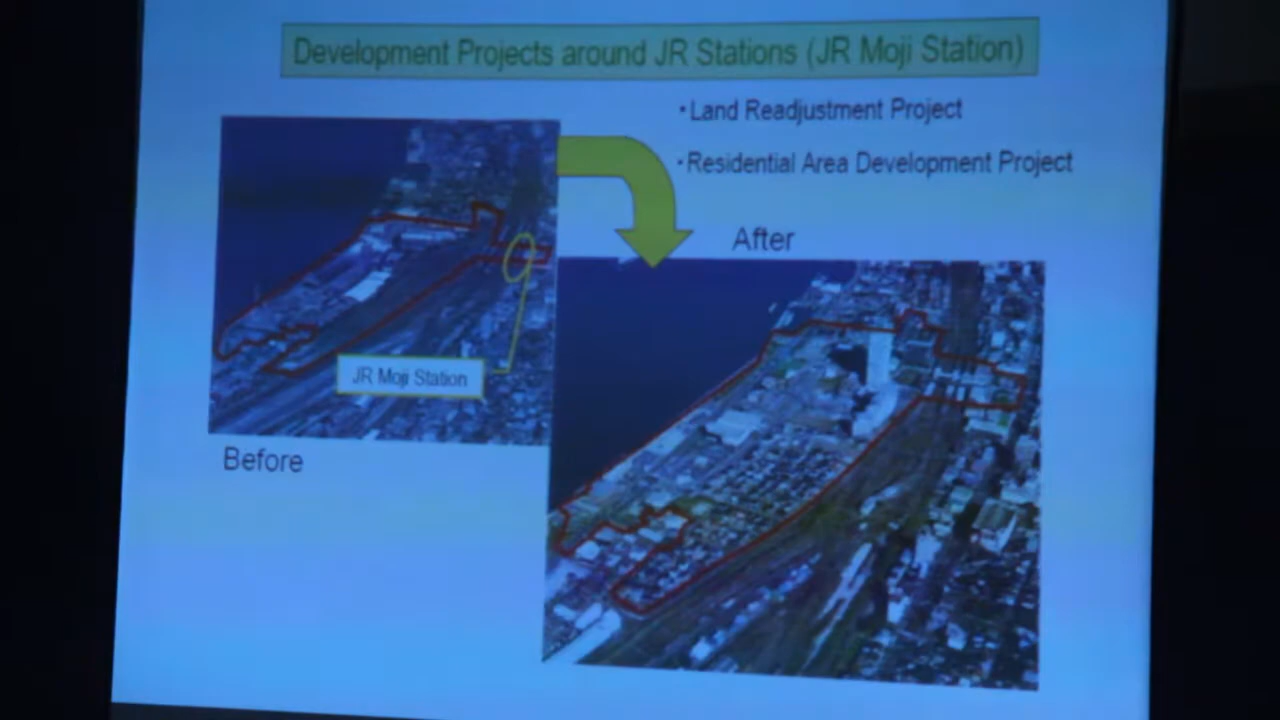 Development Projects around JR Stations (JR Moji Station)
・Land Readjustment Project
・Residential Area Development Project
After
JR Moji Station
Before